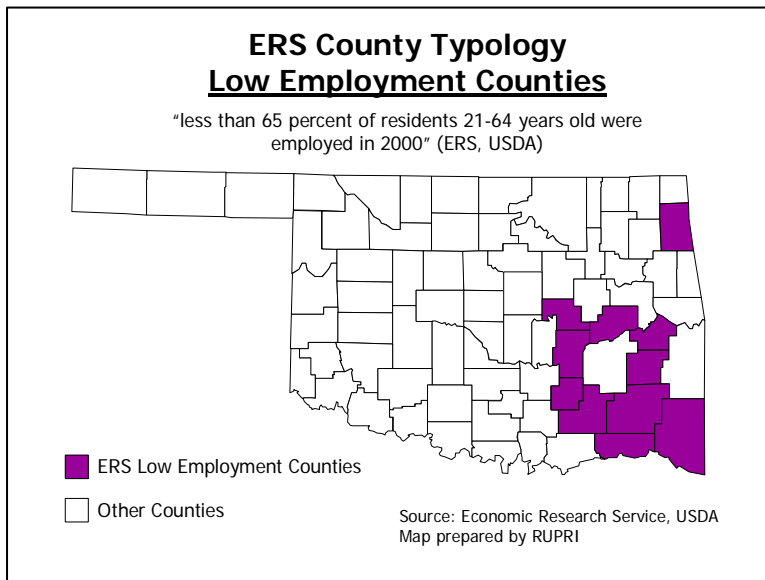 ERS County Typology
Low Employment Counties
"less than 65 percent of residents 21-64 years old were
employed in 2000" (ERS, USDA)
ERS Low Employment Counties
Other Counties
Source: Economic Research Service, USDA
Map prepared by RUPRI